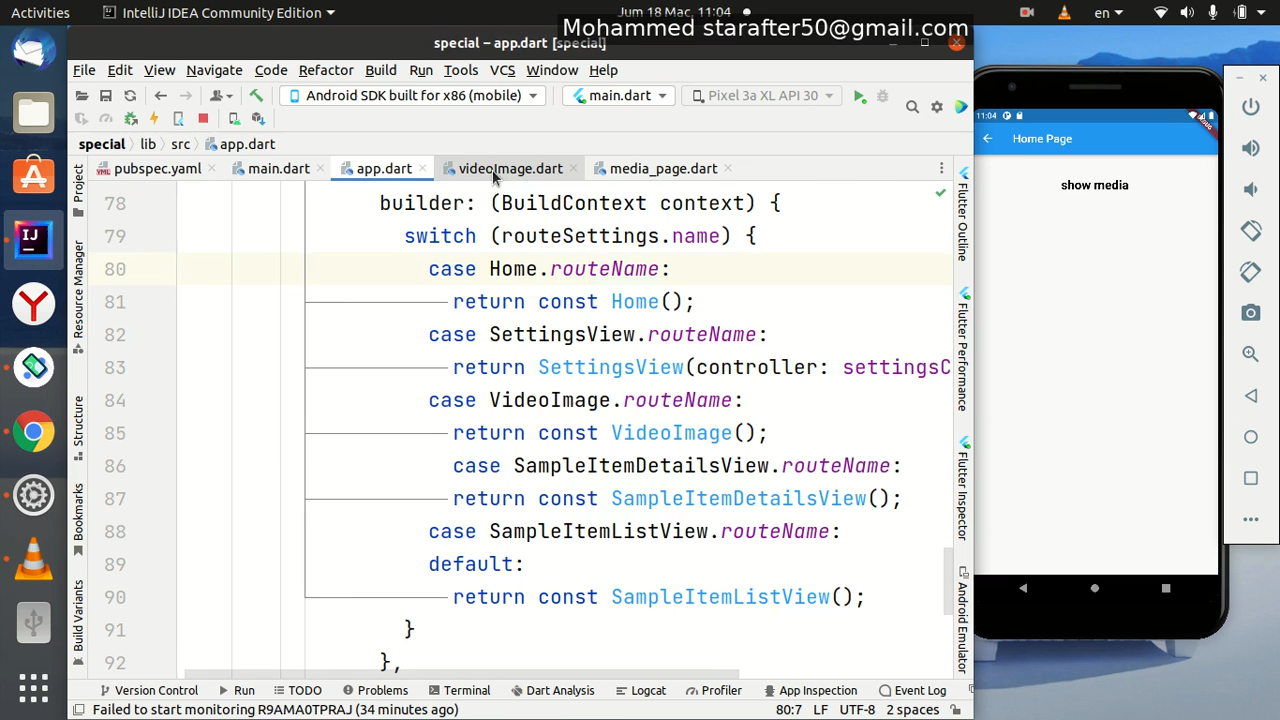 Activities
IntelliJ IDEA Community Edition
Jum 18 Mac, 11:04
en
Mohammed starafter50@gmail.com
special – app.dart [special]
File Edit View Navigate Code Refactor Build Run Tools VCS Window Help
Android SDK built for x86 (mobile)
main.dart
Pixel 3a XL API 30
special lib src app.dart
pubspec.yaml
main.dart
app.dart
videoImage.dart
media_page.dart
78 builder: (BuildContext context) {
79 switch (routeSettings.name) {
80 case Home.routeName:
81 return const Home();
82 case SettingsView.routeName:
83 return SettingsView(controller: settingsC
84 case VideoImage.routeName:
85 return const VideoImage();
86 case SampleItemDetailsView.routeName:
87 return const SampleItemDetailsView();
88 case SampleItemListView.routeName:
89 default:
90 return const SampleItemListView();
91 }
92 },
Project
Resource Manager
Structure
Bookmarks
Build Variants
Flutter Outline
Flutter Performance
Flutter Inspector
Android Emulator
Version Control Run TODO Problems Terminal Dart Analysis Logcat Profiler App Inspection Event Log
Failed to start monitoring R9AMA0TPRAJ (34 minutes ago)
80:7 LF UTF-8 2 spaces
11:04
Home Page
show media